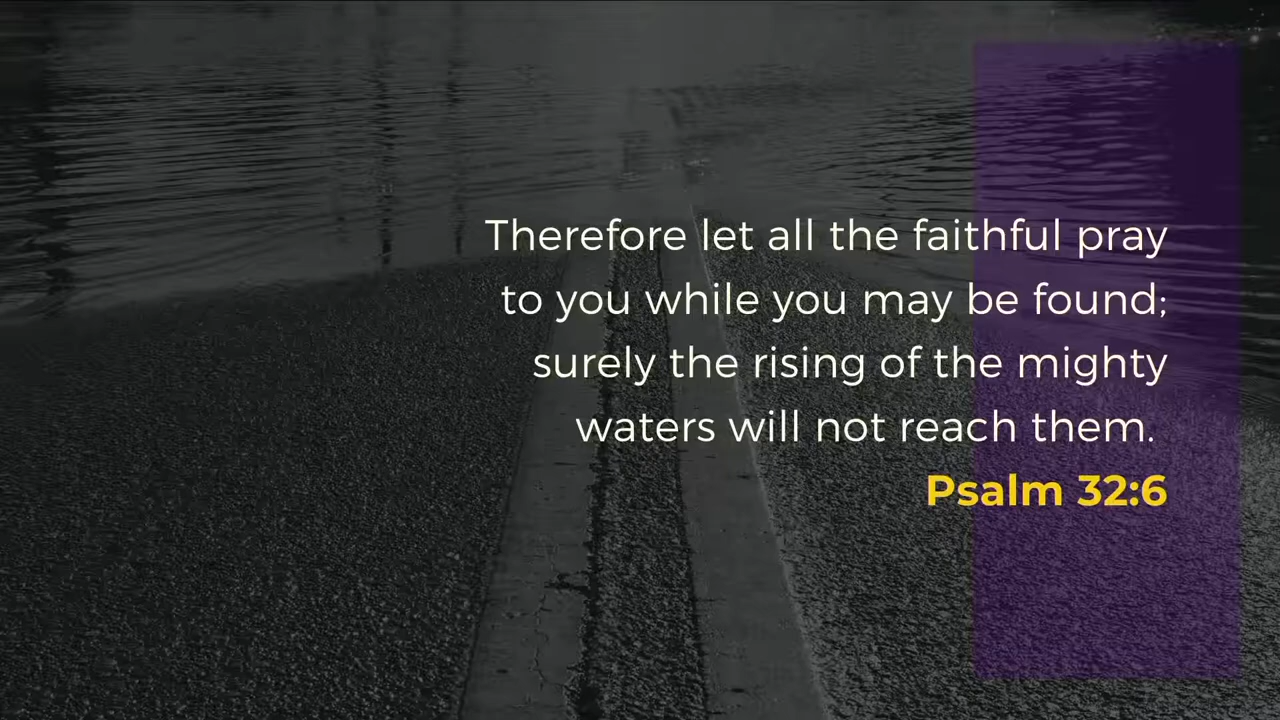 Therefore let all the faithful pray
to you while you may be found;
surely the rising of the mighty
waters will not reach them.
Psalm 32:6